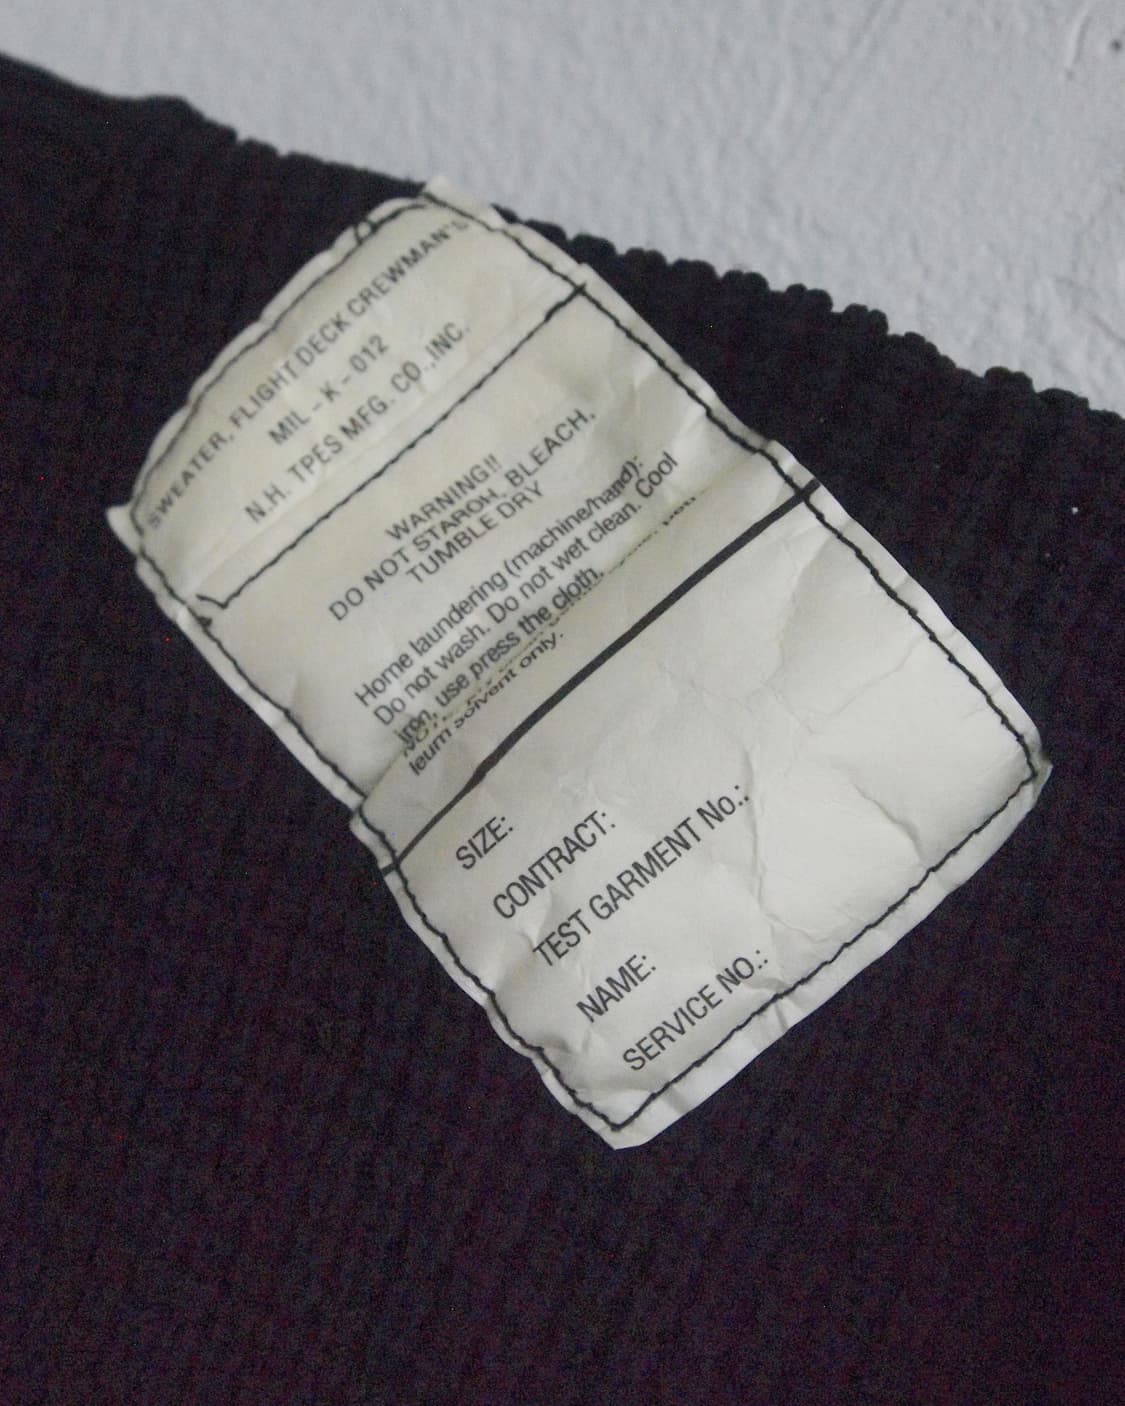 SWEATER, FLIGHT DECK CREWMAN'S
MIL - K - 012
N.H. TPES MFG. CO.,INC.
WARNING!!
DO NOT STARCH, BLEACH,
TUMBLE DRY
Home laundering (machine/hand):
Do not wash. Do not wet clean. Cool
iron, use press the cloth.
leum solvent only.
SIZE:
CONTRACT:
TEST GARMENT No.:
NAME:
SERVICE NO.: